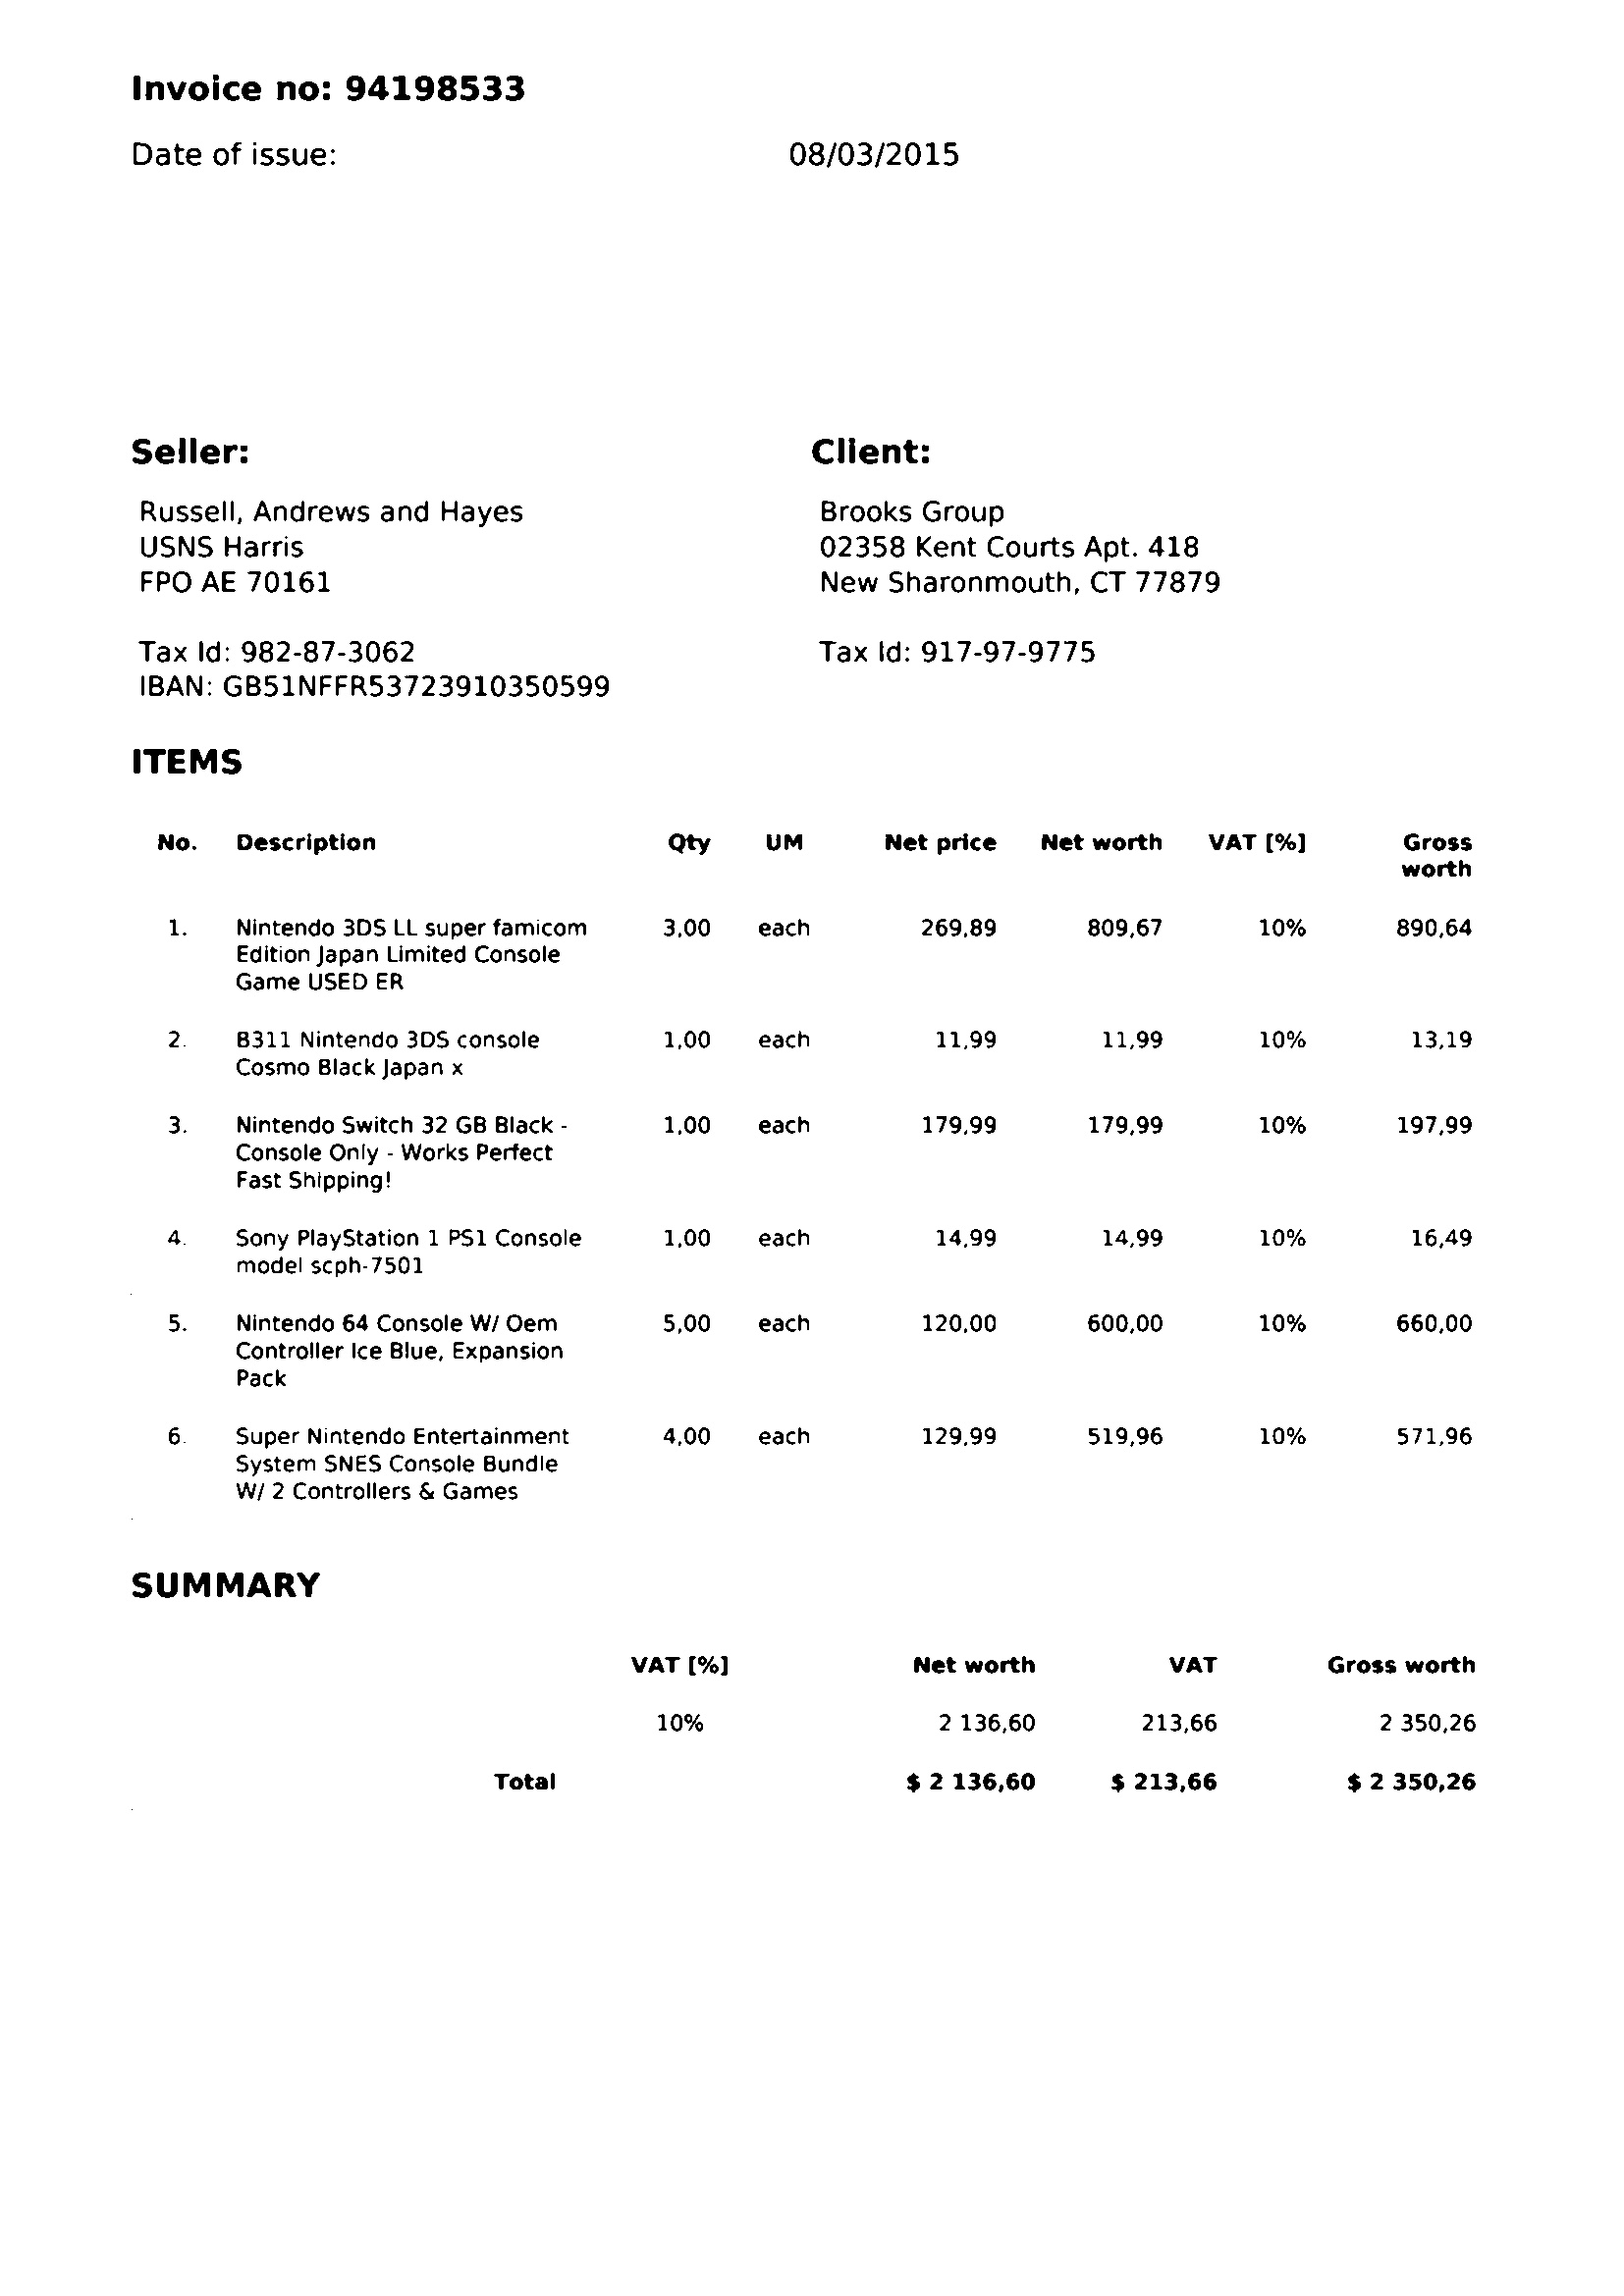 Invoice no: 94198533
Date of issue: 08/03/2015
Seller: Client:
Russell, Andrews and Hayes Brooks Group
USNS Harris 02358 Kent Courts Apt. 418
FPO AE 70161 New Sharonmouth, CT 77879
Tax Id: 982-87-3062 Tax Id: 917-97-9775
IBAN: GB51NFFR53723910350599
ITEMS
No. Description Qty UM Net price Net worth VAT [%] Gross
worth
1. Nintendo 3DS LL super famicom 3,00 each 269,89 809,67 10% 890,64
Edition Japan Limited Console
Game USED ER
2. B311 Nintendo 3DS console 1,00 each 11,99 11,99 10% 13,19
Cosmo Black Japan x
3. Nintendo Switch 32 GB Black - 1,00 each 179,99 179,99 10% 197,99
Console Only - Works Perfect
Fast Shipping!
4. Sony PlayStation 1 PS1 Console 1,00 each 14,99 14,99 10% 16,49
model scph-7501
5. Nintendo 64 Console W/ Oem 5,00 each 120,00 600,00 10% 660,00
Controller Ice Blue, Expansion
Pack
6. Super Nintendo Entertainment 4,00 each 129,99 519,96 10% 571,96
System SNES Console Bundle
W/ 2 Controllers & Games
SUMMARY
VAT [%] Net worth VAT Gross worth
10% 2 136,60 213,66 2 350,26
Total $ 2 136,60 $ 213,66 $ 2 350,26